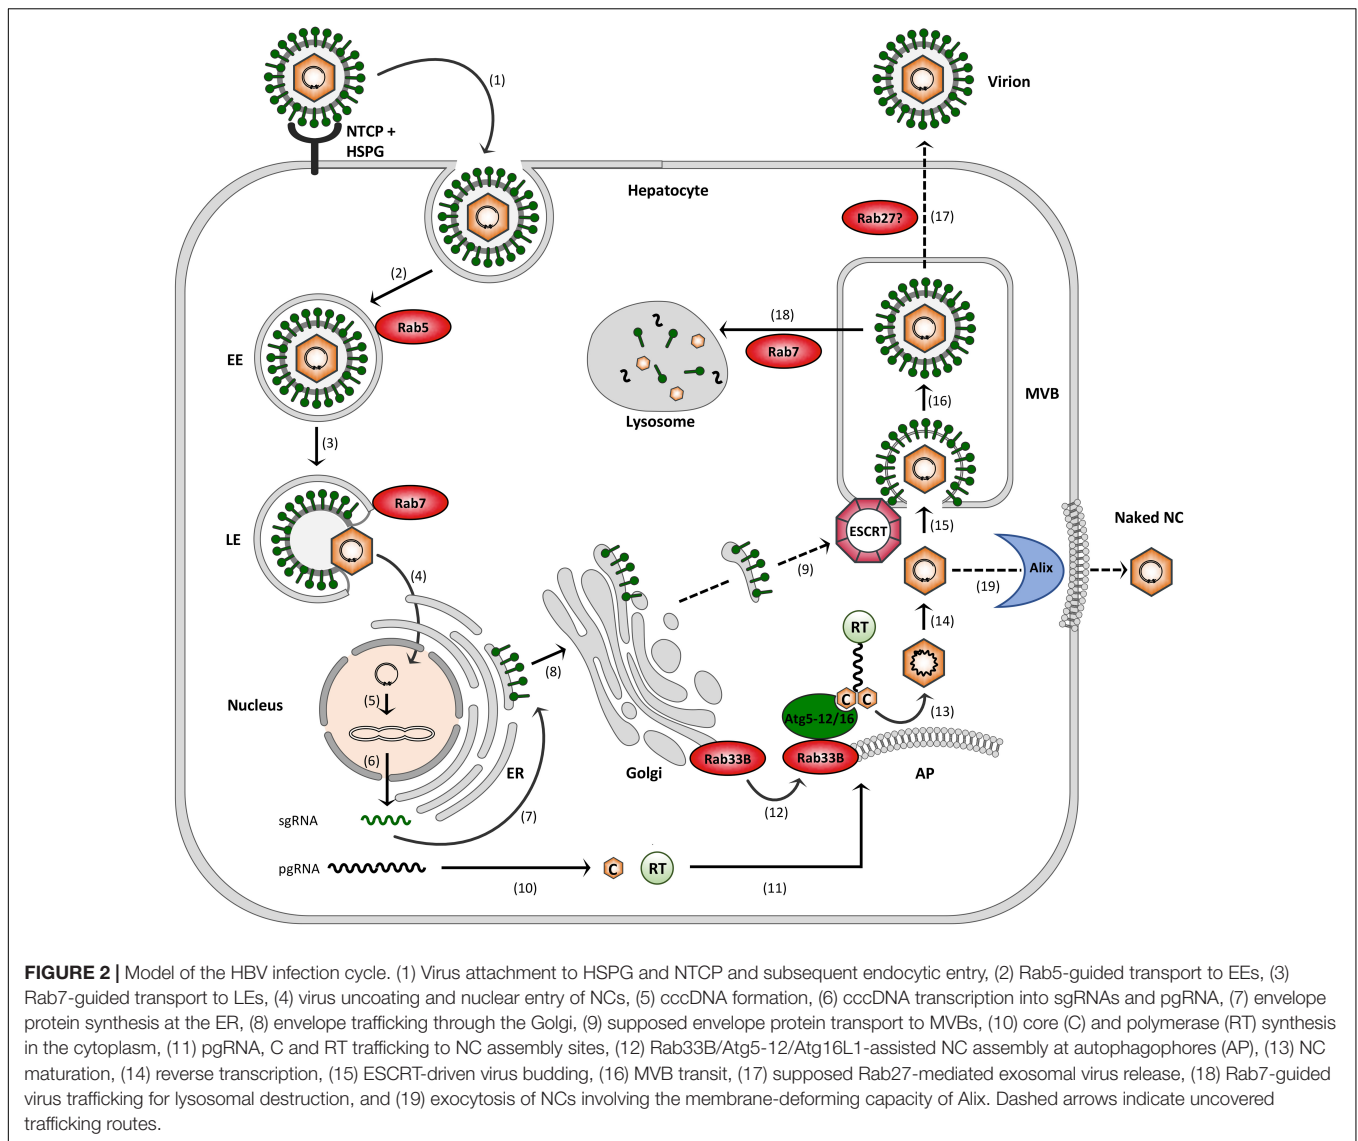 (1)
Virion
NTCP +
HSPG
Hepatocyte
Rab27?
(17)
(2)
Rab5
(18)
Rab7
EE
MVB
(16)
Lysosome
(3)
Rab7
LE
ESCRT
(15)
Naked NC
(9)
Alix
(19)
(4)
RT
(14)
(8)
Nucleus
(5)
C C
(13)
Atg5-12/16
(6)
ER
Golgi
Rab33B
Rab33B
AP
(7)
(12)
sgRNA
pgRNA
C
RT
(10)
(11)
FIGURE 2 | Model of the HBV infection cycle. (1) Virus attachment to HSPG and NTCP and subsequent endocytic entry, (2) Rab5-guided transport to EEs, (3)
Rab7-guided transport to LEs, (4) virus uncoating and nuclear entry of NCs, (5) cccDNA formation, (6) cccDNA transcription into sgRNAs and pgRNA, (7) envelope
protein synthesis at the ER, (8) envelope trafficking through the Golgi, (9) supposed envelope protein transport to MVBs, (10) core (C) and polymerase (RT) synthesis
in the cytoplasm, (11) pgRNA, C and RT trafficking to NC assembly sites, (12) Rab33B/Atg5-12/Atg16L1-assisted NC assembly at autophagophores (AP), (13) NC
maturation, (14) reverse transcription, (15) ESCRT-driven virus budding, (16) MVB transit, (17) supposed Rab27-mediated exosomal virus release, (18) Rab7-guided
virus trafficking for lysosomal destruction, and (19) exocytosis of NCs involving the membrane-deforming capacity of Alix. Dashed arrows indicate uncovered
trafficking routes.